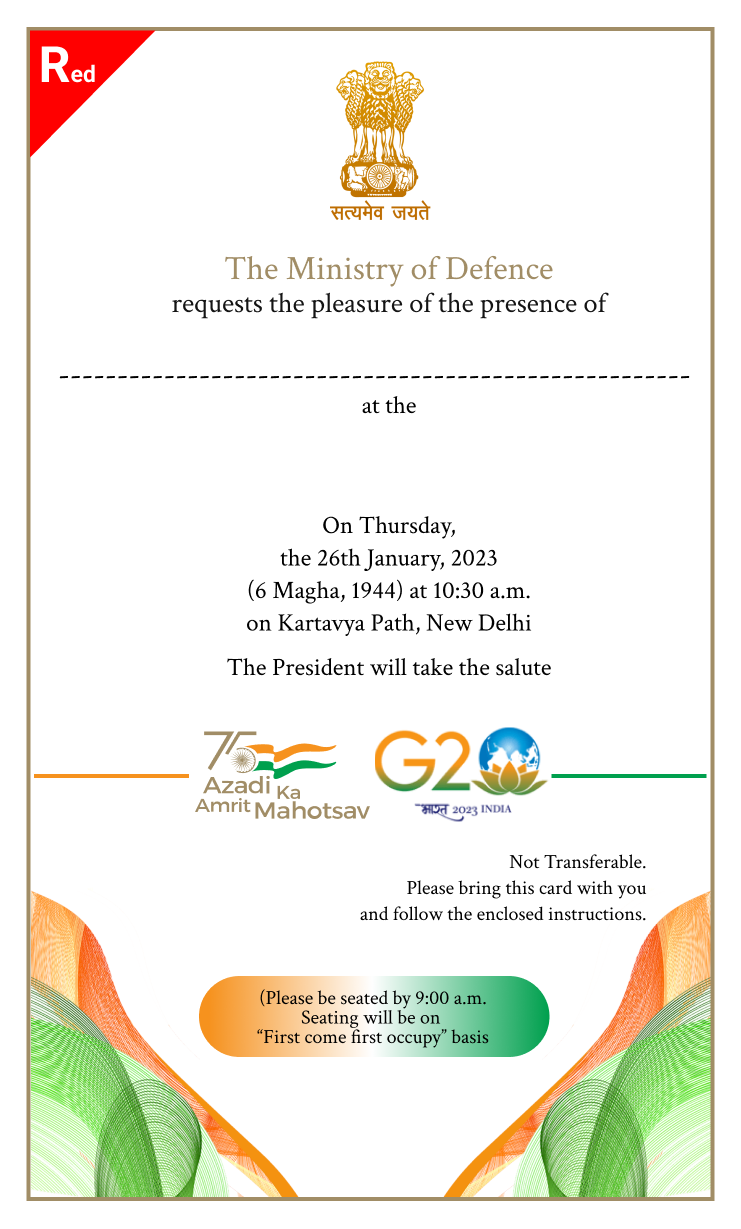 Red
सत्यमेव जयते
The Ministry of Defence
requests the pleasure of the presence of
at the
On Thursday,
the 26th January, 2023
(6 Magha, 1944) at 10:30 a.m.
on Kartavya Path, New Delhi
The President will take the salute
75
Azadi Ka
Amrit Mahotsav
G20
भारत 2023 INDIA
Not Transferable.
Please bring this card with you
and follow the enclosed instructions.
(Please be seated by 9:00 a.m.
Seating will be on
“First come first occupy” basis